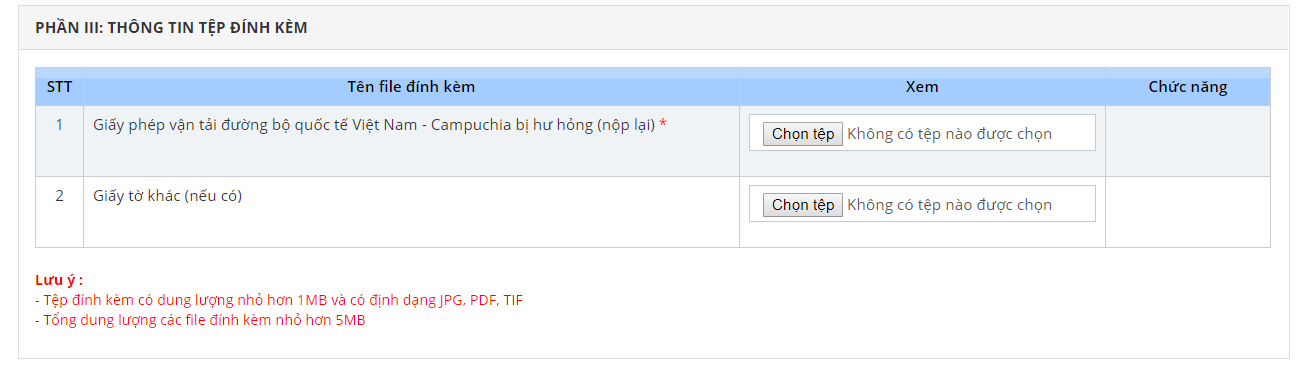 PHẦN III: THÔNG TIN TỆP ĐÍNH KÈM
STT Tên file đính kèm Xem Chức năng
1 Giấy phép vận tải đường bộ quốc tế Việt Nam - Campuchia bị hư hỏng (nộp lại) * Chọn tệp Không có tệp nào được chọn
2 Giấy tờ khác (nếu có) Chọn tệp Không có tệp nào được chọn
Lưu ý :
- Tệp đính kèm có dung lượng nhỏ hơn 1MB và có định dạng JPG, PDF, TIF
- Tổng dung lượng các file đính kèm nhỏ hơn 5MB